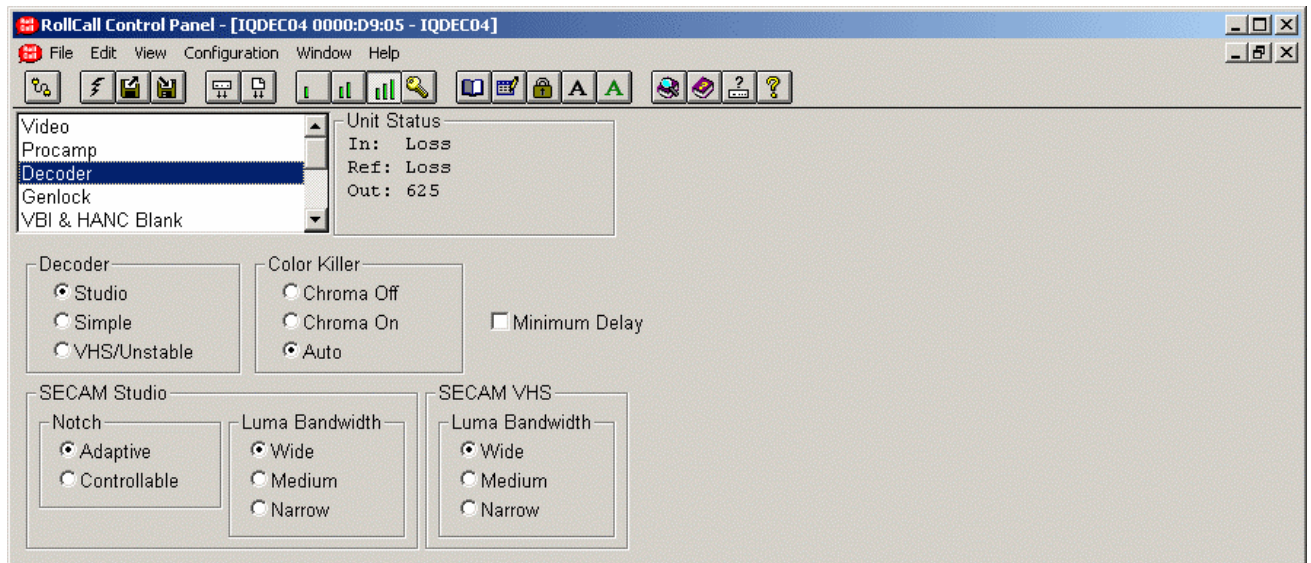 RollCall Control Panel - [IQDEC04 0000:D9:05 - IQDEC04]
File Edit View Configuration Window Help
A A ? ?
Video
Procamp
Decoder
Genlock
VBI & HANC Blank
Unit Status
In: Loss
Ref: Loss
Out: 625
Decoder
Studio
Simple
VHS/Unstable
Color Killer
Chroma Off
Chroma On
Auto
Minimum Delay
SECAM Studio
Notch
Adaptive
Controllable
Luma Bandwidth
Wide
Medium
Narrow
SECAM VHS
Luma Bandwidth
Wide
Medium
Narrow